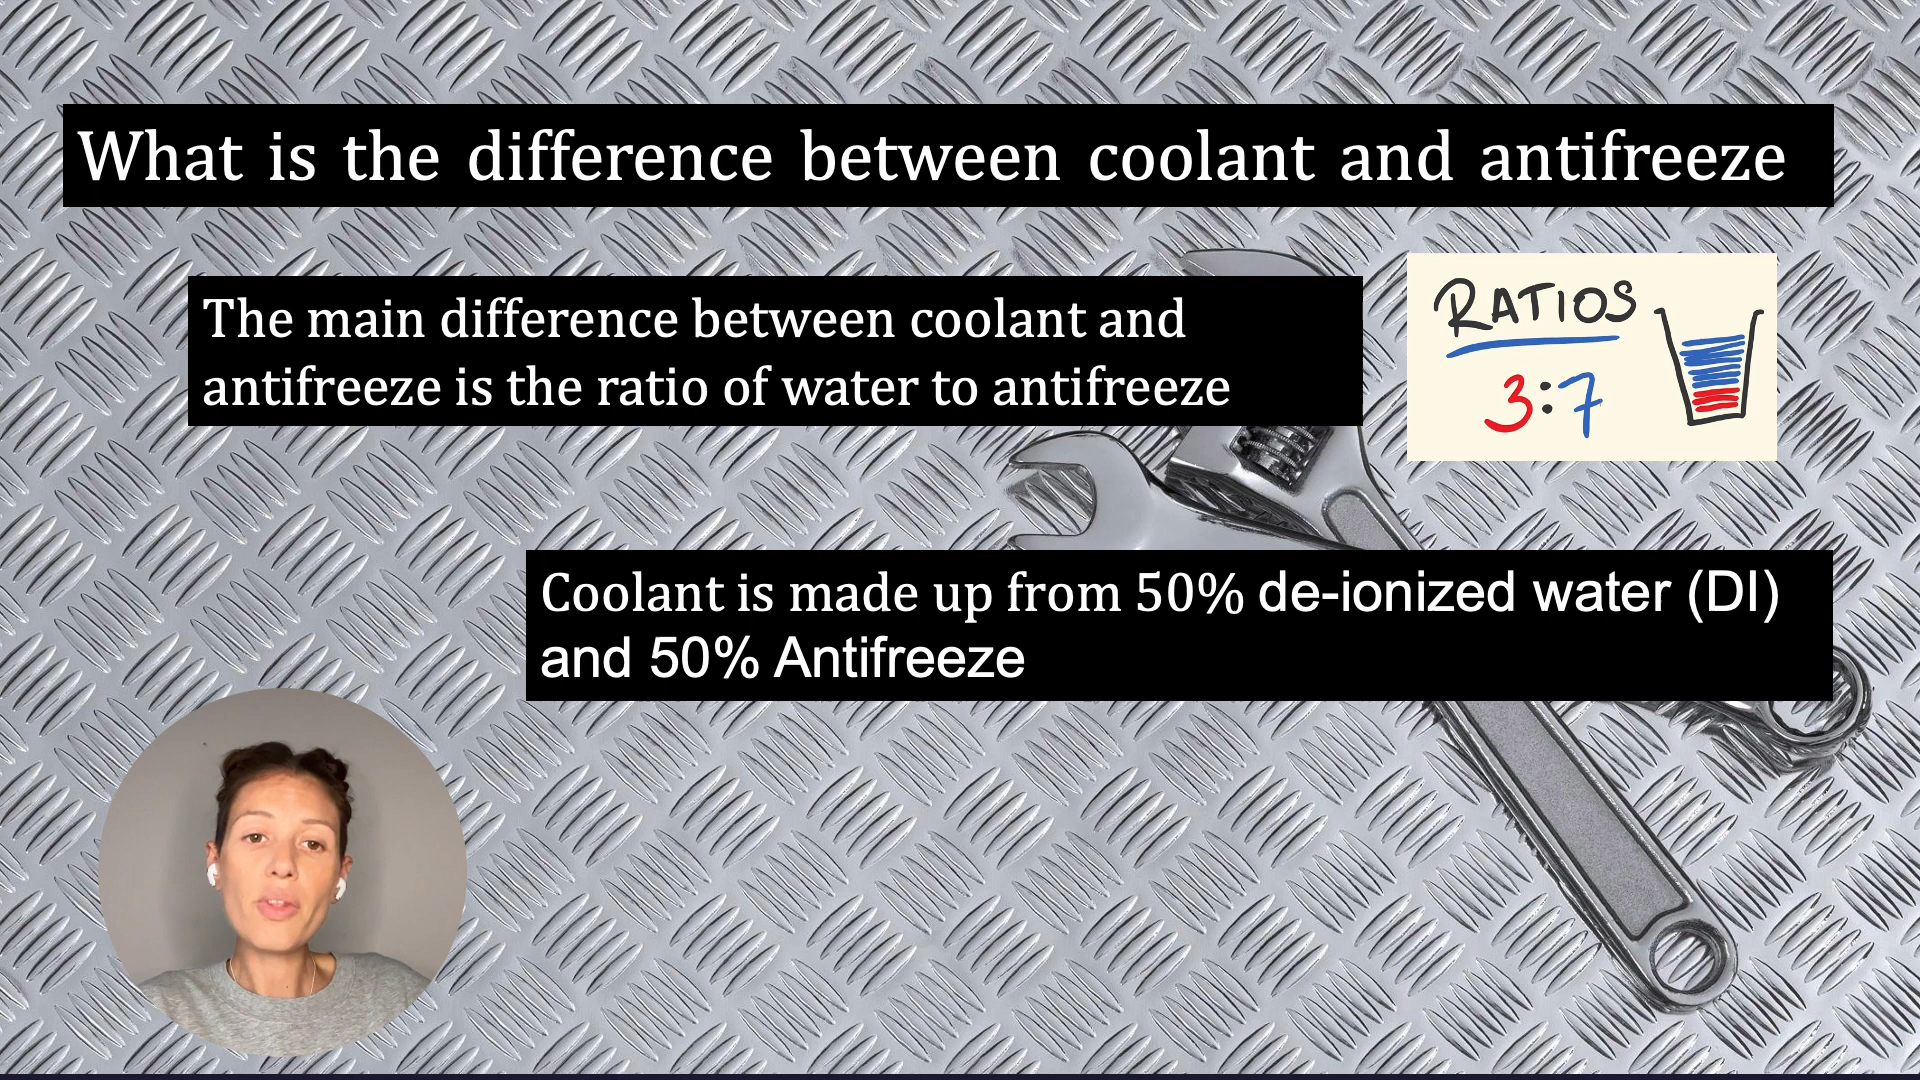 What is the difference between coolant and antifreeze
The main difference between coolant and
antifreeze is the ratio of water to antifreeze
RATIOS
3:7
Coolant is made up from 50% de-ionized water (DI)
and 50% Antifreeze